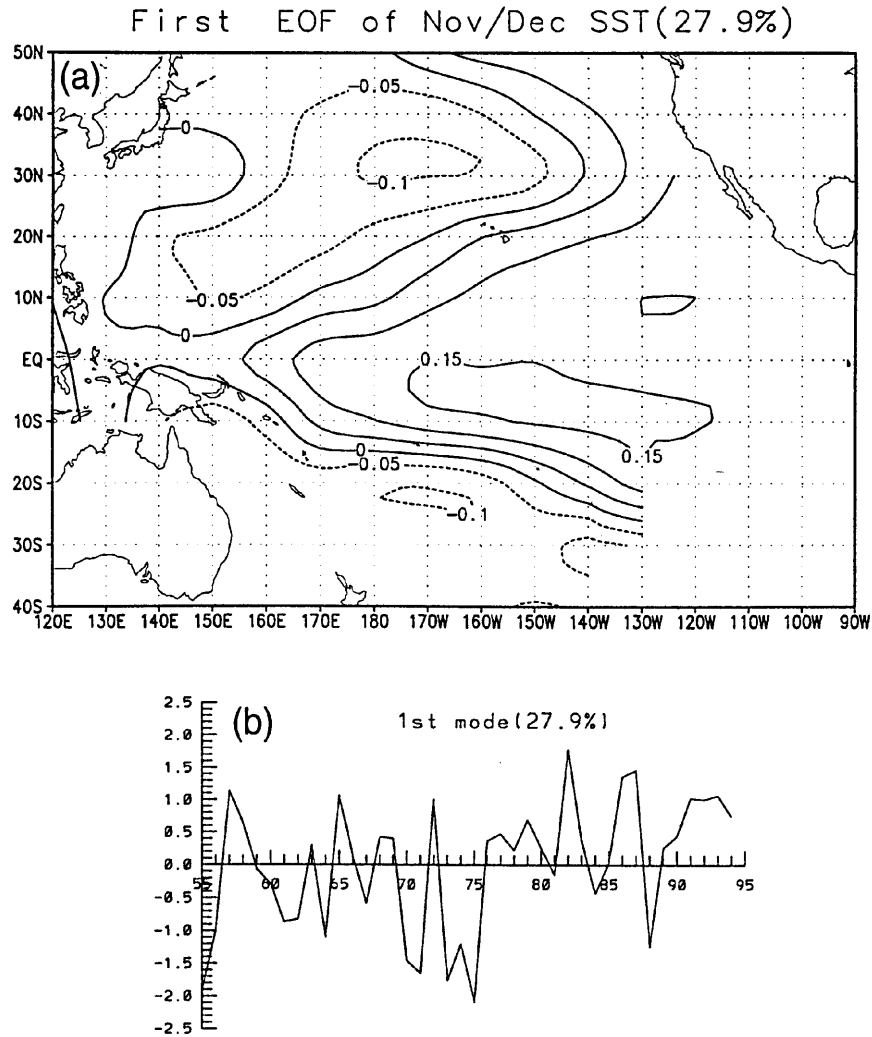 First EOF of Nov/Dec SST(27.9%)
(a)
50N
40N
30N
20N
10N
EQ
10S
20S
30S
40S
-0.05
0
-0.1
-0.05
0
0.15
0.15
0
-0.05
-0.1
120E 130E 140E 150E 160E 170E 180 170W 160W 150W 140W 130W 120W 110W 100W 90W
(b)
1st mode(27.9%)
2.5
2.0
1.5
1.0
0.5
0.0
-0.5
-1.0
-1.5
-2.0
-2.5
55 60 65 70 75 80 85 90 95